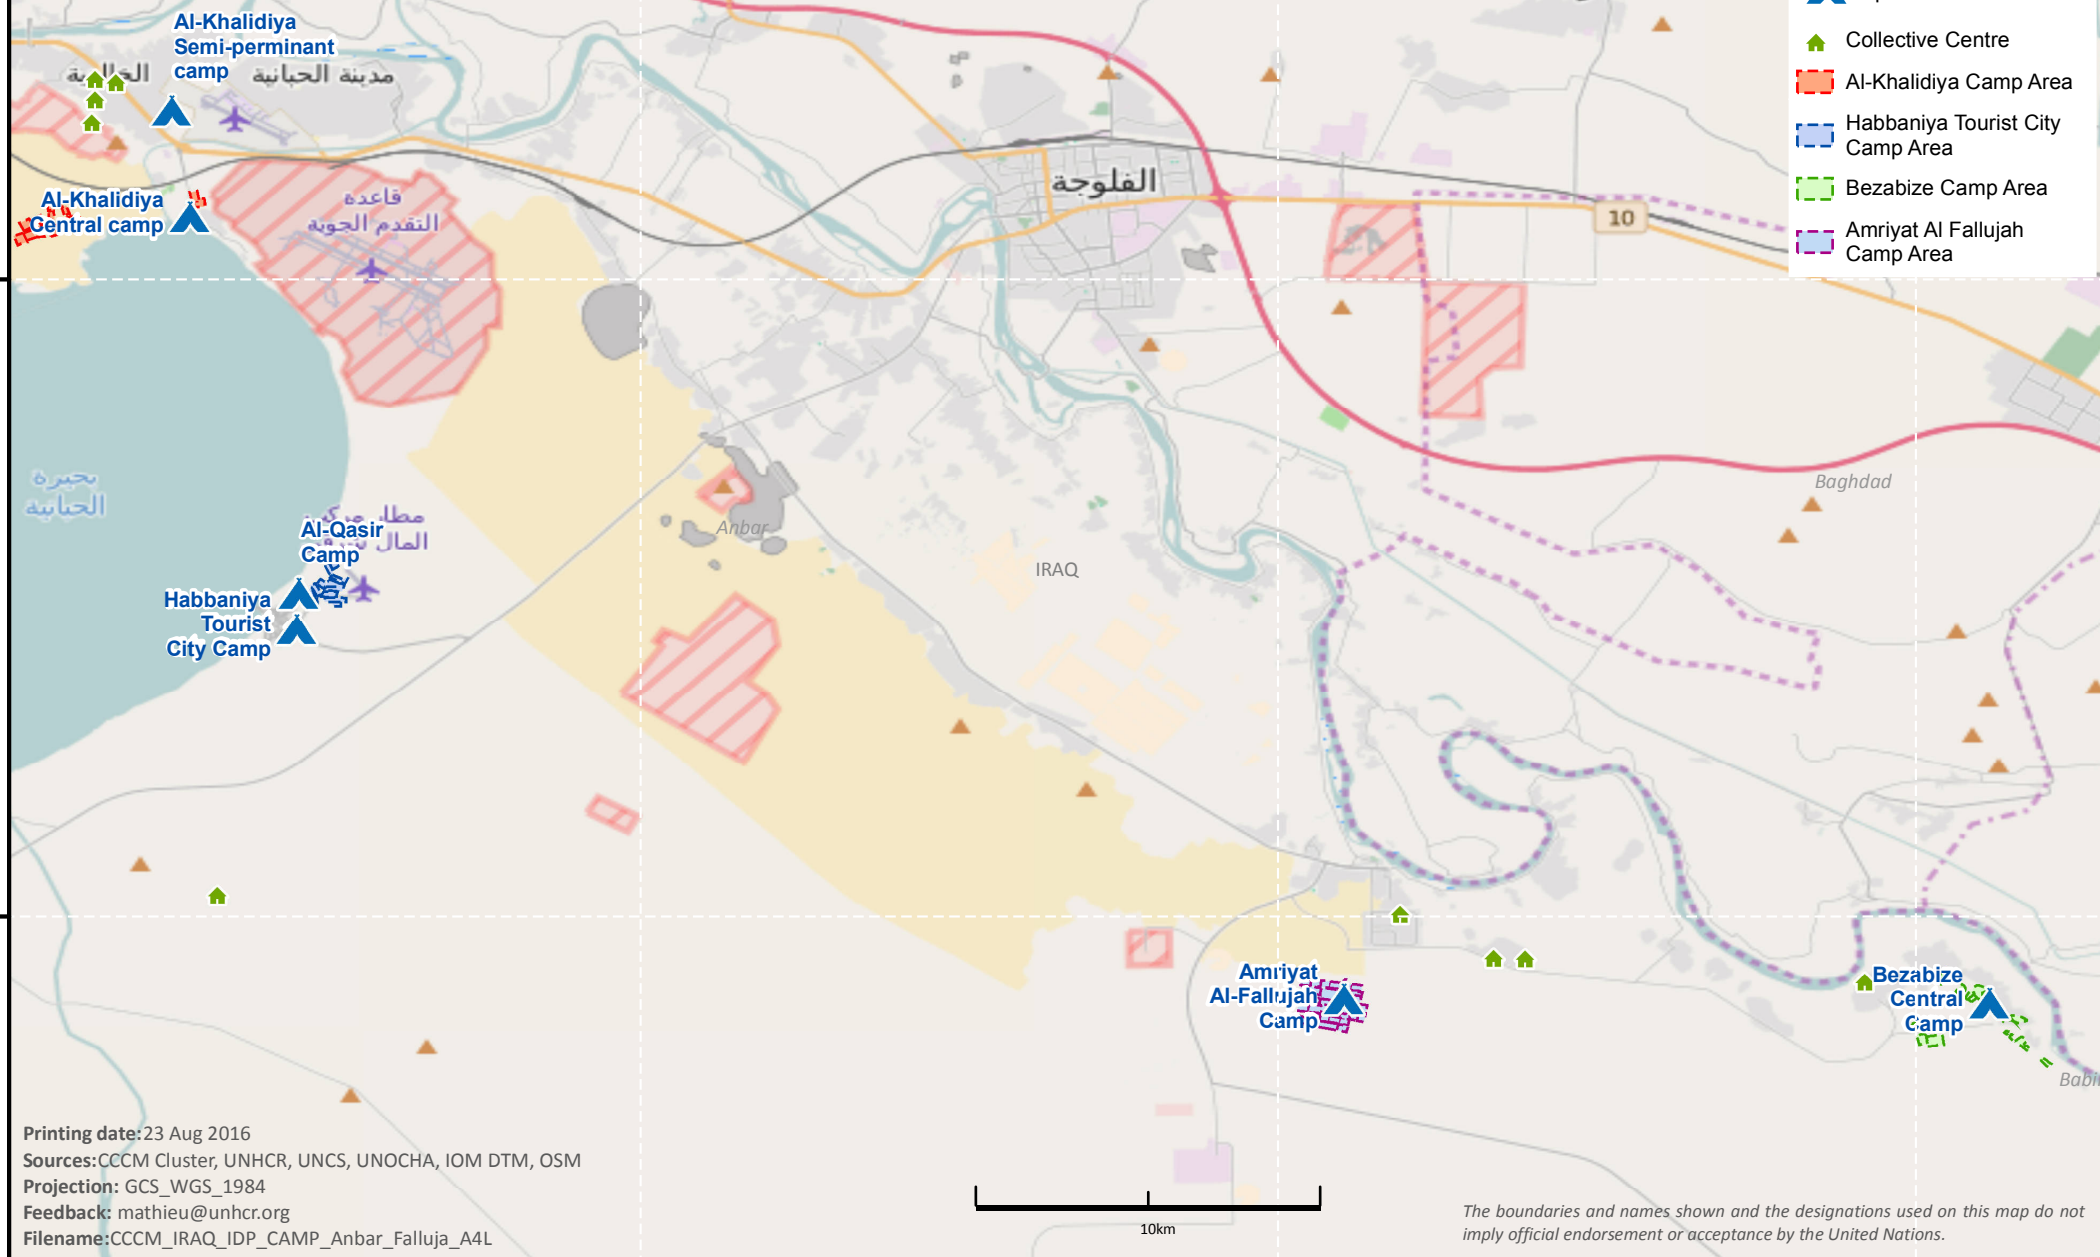 Al-Khalidiya
Semi-perminant
camp
مدينة الحبانية
Collective Centre
Al-Khalidiya Camp Area
Habbaniya Tourist City
Camp Area
Bezabize Camp Area
Amriyat Al Fallujah
Camp Area
Al-Khalidiya
Central camp
قاعدة
التقدم الجوية
الفلوجة
10
بحيرة
الحبانية
Al-Qasir
Camp
Habbaniya
Tourist
City Camp
Anbar
IRAQ
Baghdad
Amriyat
Al-Fallujah
Camp
Bezabize
Central
Camp
Printing date:23 Aug 2016
Sources:CCCM Cluster, UNHCR, UNCS, UNOCHA, IOM DTM, OSM
Projection: GCS_WGS_1984
Feedback: mathieu@unhcr.org
Filename:CCCM_IRAQ_IDP_CAMP_Anbar_Falluja_A4L
10km
The boundaries and names shown and the designations used on this map do not
imply official endorsement or acceptance by the United Nations.